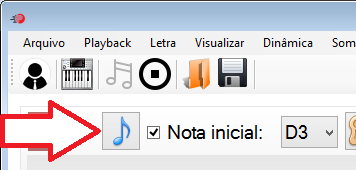 Arquivo Playback Letra Visualizar Dinâmica
Nota inicial: D3